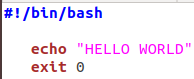 #!/bin/bash
echo "HELLO WORLD"
exit 0